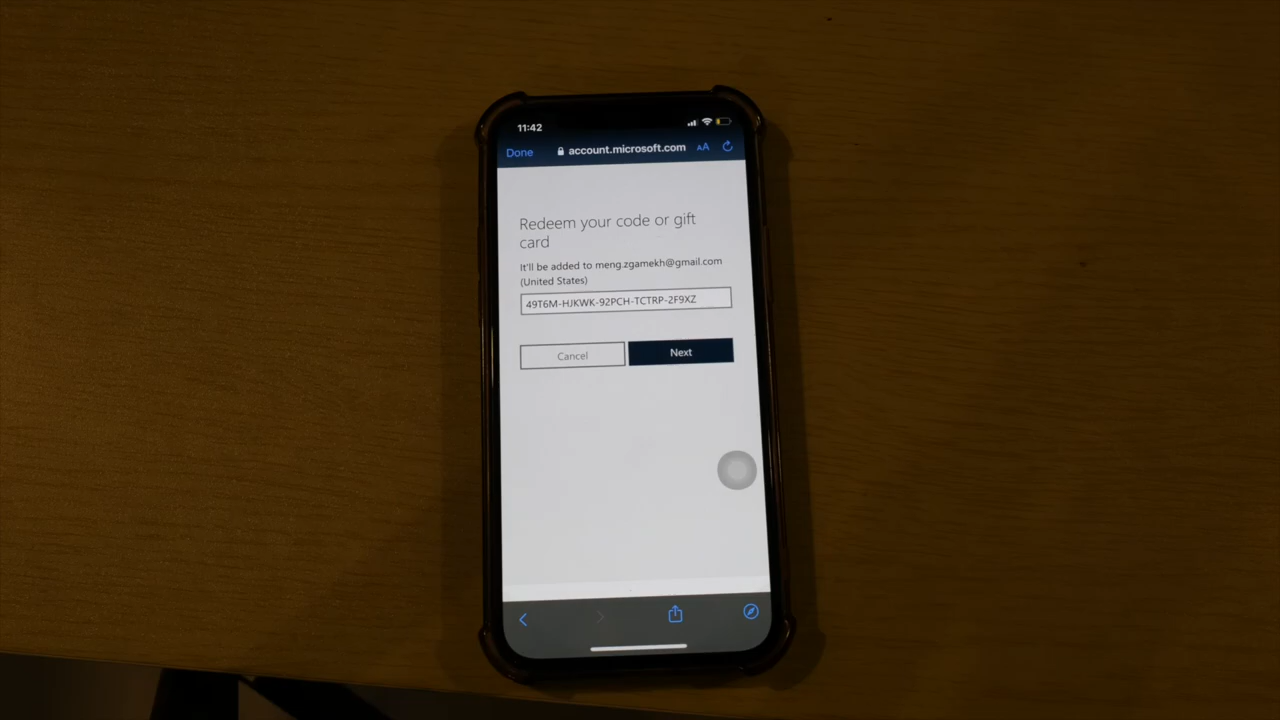 11:42
Done account.microsoft.com AA
Redeem your code or gift
card
It'll be added to meng.zgamekh@gmail.com
(United States)
49T6M-HJKWK-92PCH-TCTRP-2F9XZ
Cancel Next